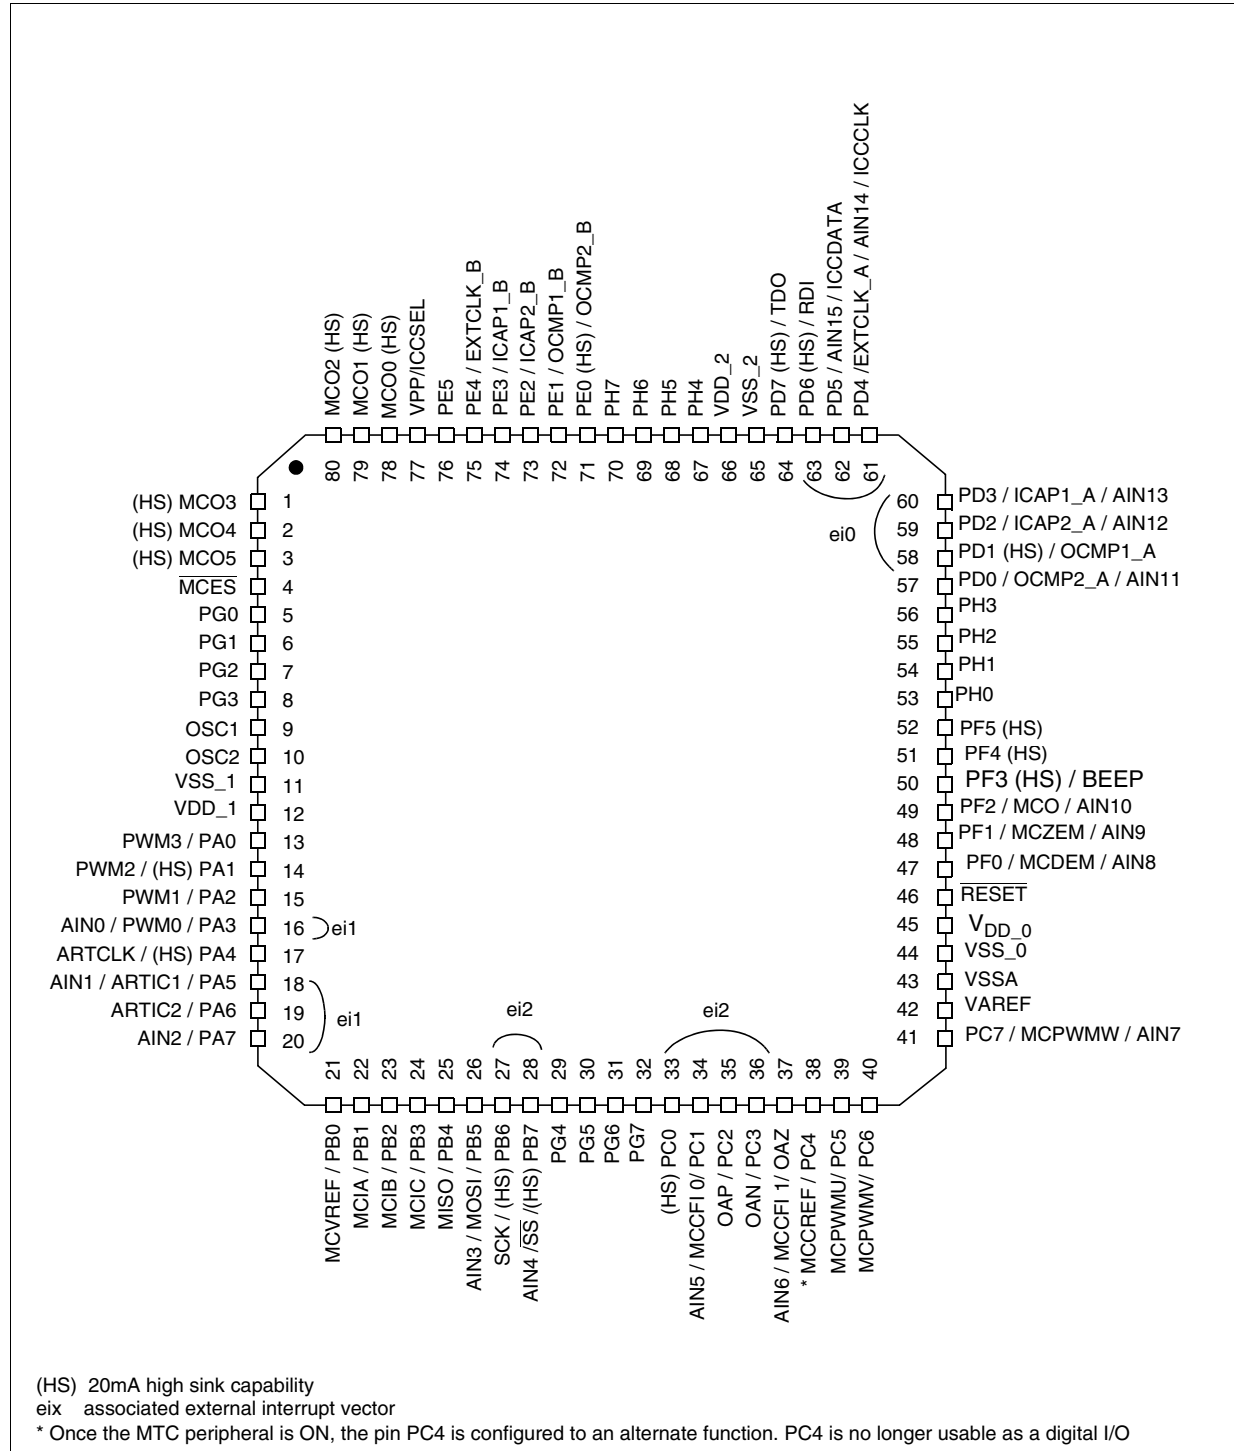 MCO2 (HS)
MCO1 (HS)
MCO0 (HS)
VPP/ICCSEL
PE5
PE4 / EXTCLK_B
PE3 / ICAP1_B
PE2 / ICAP2_B
PE1 / OCMP1_B
PE0 (HS) / OCMP2_B
PH7
PH6
PH5
PH4
VDD_2
VSS_2
PD7 (HS) / TDO
PD6 (HS) / RDI
PD5 / AIN15 / ICCDATA
PD4 /EXTCLK_A / AIN14 / ICCCLK
80 79 78 77 76 75 74 73 72 71 70 69 68 67 66 65 64 63 62 61
(HS) MCO3 1
(HS) MCO4 2
(HS) MCO5 3
MCES 4
PG0 5
PG1 6
PG2 7
PG3 8
OSC1 9
OSC2 10
VSS_1 11
VDD_1 12
PWM3 / PA0 13
PWM2 / (HS) PA1 14
PWM1 / PA2 15
AIN0 / PWM0 / PA3 16 ei1
ARTCLK / (HS) PA4 17
AIN1 / ARTIC1 / PA5 18
ARTIC2 / PA6 19 ei1
AIN2 / PA7 20
ei0
60 PD3 / ICAP1_A / AIN13
59 PD2 / ICAP2_A / AIN12
58 PD1 (HS) / OCMP1_A
57 PD0 / OCMP2_A / AIN11
56 PH3
55 PH2
54 PH1
53 PH0
52 PF5 (HS)
51 PF4 (HS)
50 PF3 (HS) / BEEP
49 PF2 / MCO / AIN10
48 PF1 / MCZEM / AIN9
47 PF0 / MCDEM / AIN8
46 RESET
45 VDD_0
44 VSS_0
43 VSSA
42 VAREF
41 PC7 / MCPWMW / AIN7
ei2 ei2
21 22 23 24 25 26 27 28 29 30 31 32 33 34 35 36 37 38 39 40
MCVREF / PB0
MCIA / PB1
MCIB / PB2
MCIC / PB3
MISO / PB4
AIN3 / MOSI / PB5
SCK / (HS) PB6
AIN4 /SS /(HS) PB7
PG4
PG5
PG6
PG7
(HS) PC0
AIN5 / MCCFI 0/ PC1
OAP / PC2
OAN / PC3
AIN6 / MCCFI 1/ OAZ
* MCCREF / PC4
MCPWMU/ PC5
MCPWMV/ PC6
(HS) 20mA high sink capability
eix associated external interrupt vector
* Once the MTC peripheral is ON, the pin PC4 is configured to an alternate function. PC4 is no longer usable as a digital I/O